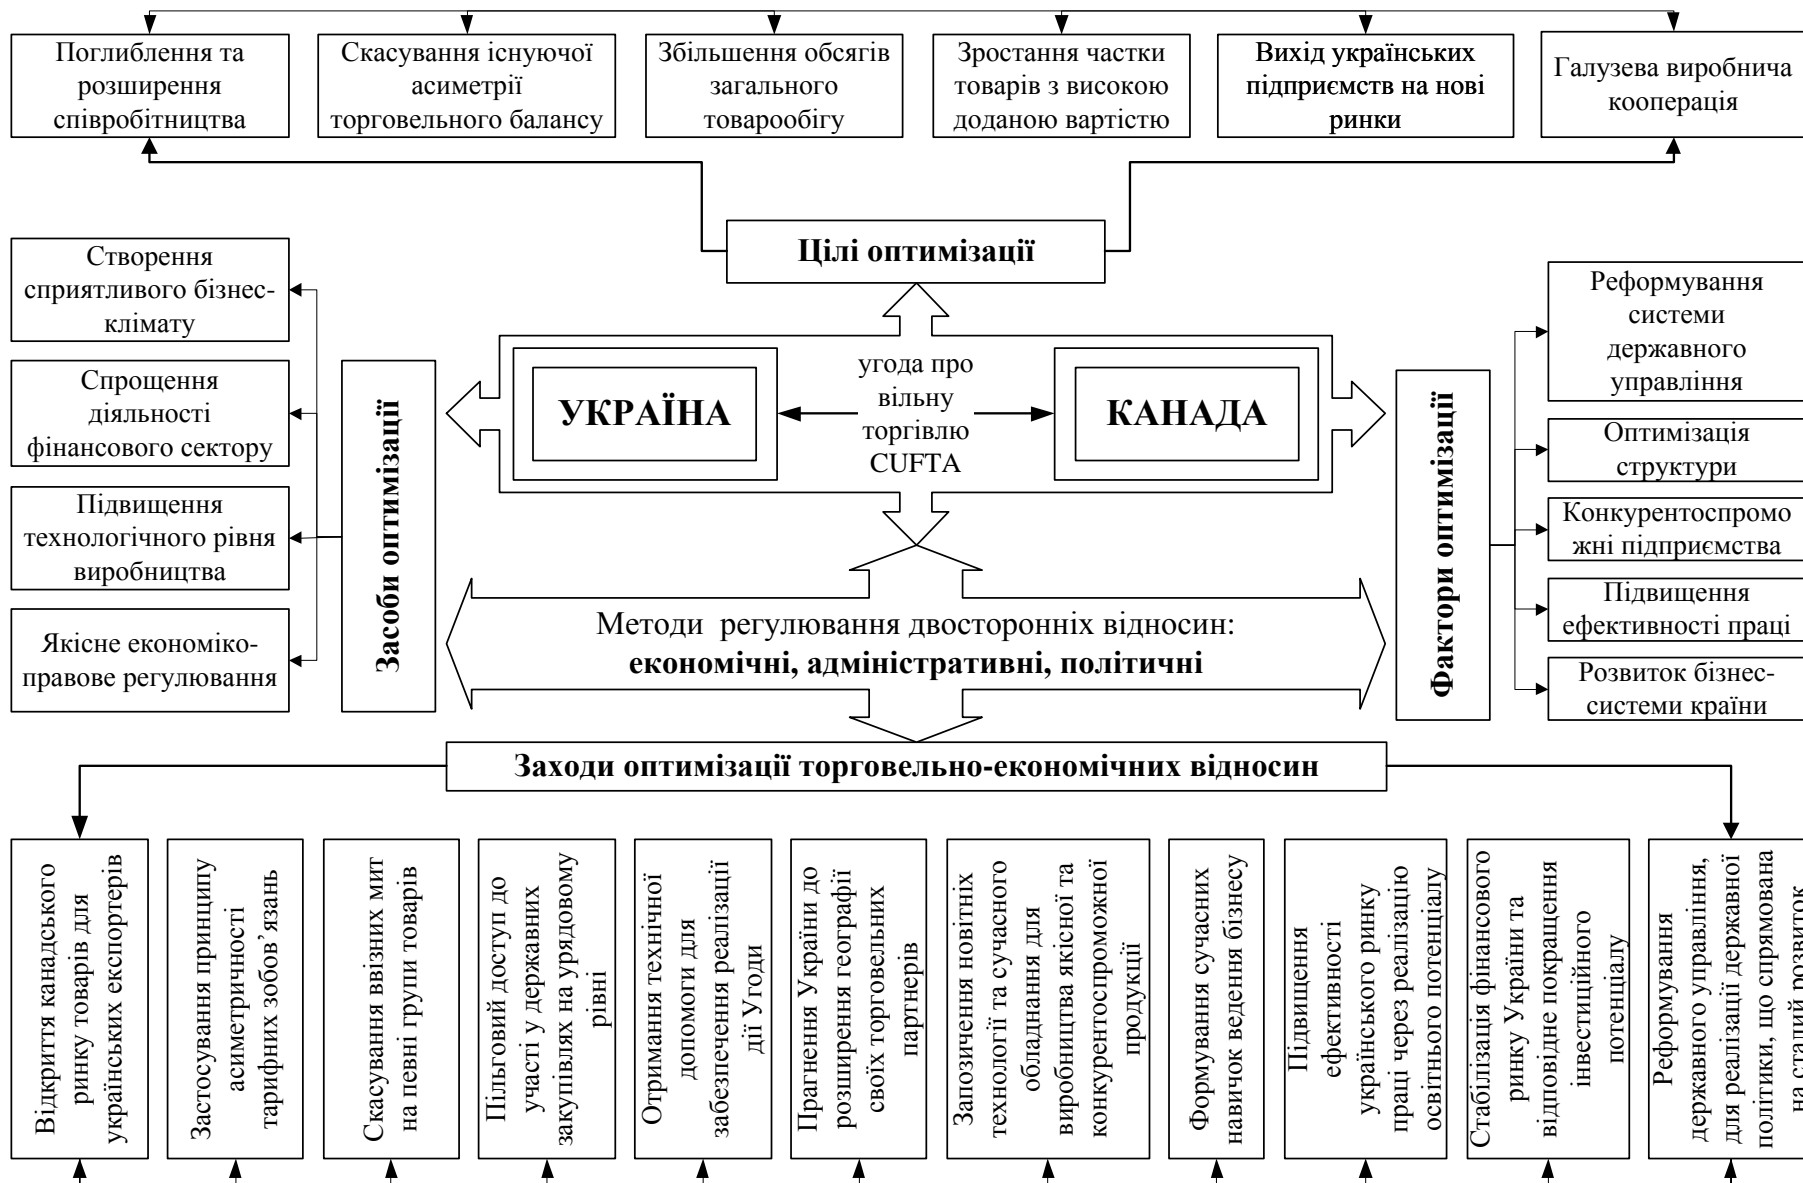 Поглиблення та
розширення
співробітництва
Скасування існуючої
асиметрії
торговельного балансу
Збільшення обсягів
загального
товарообігу
Зростання частки
товарів з високою
доданою вартістю
Вихід українських
підприємств на нові
ринки
Галузева виробнича
кооперація
Цілі оптимізації
Створення
сприятливого бізнес-
клімату
Спрощення
діяльності
фінансового сектору
Підвищення
технологічного рівня
виробництва
Якісне економіко-
правове регулювання
Засоби оптимізації
УКРАЇНА
угода про
вільну
торгівлю
CUFTA
КАНАДА
Фактори оптимізації
Реформування
системи
державного
управління
Оптимізація
структури
Конкурентоспромо
жні підприємства
Підвищення
ефективності праці
Розвиток бізнес-
системи країни
Методи регулювання двосторонніх відносин:
економічні, адміністративні, політичні
Заходи оптимізації торговельно-економічних відносин
Відкриття канадського
ринку товарів для
українських експортерів
Застосування принципу
асиметричності
тарифних зобов’язань
Скасування ввізних мит
на певні групи товарів
Пільговий доступ до
участі у державних
закупівлях на урядовому
рівні
Отримання технічної
допомоги для
забезпечення реалізації
дії Угоди
Прагнення України до
розширення географії
своїх торговельних
партнерів
Запозичення новітніх
технології та сучасного
обладнання для
виробництва якісної та
конкурентоспроможної
продукції
Формування сучасних
навичок ведення бізнесу
Підвищення
ефективності
українського ринку
праці через реалізацію
освітнього потенціалу
Стабілізація фінансового
ринку України та
відповідне покращення
інвестиційного
потенціалу
Реформування
державного управління,
для реалізації державної
політики, що спрямована
на сталий розвиток